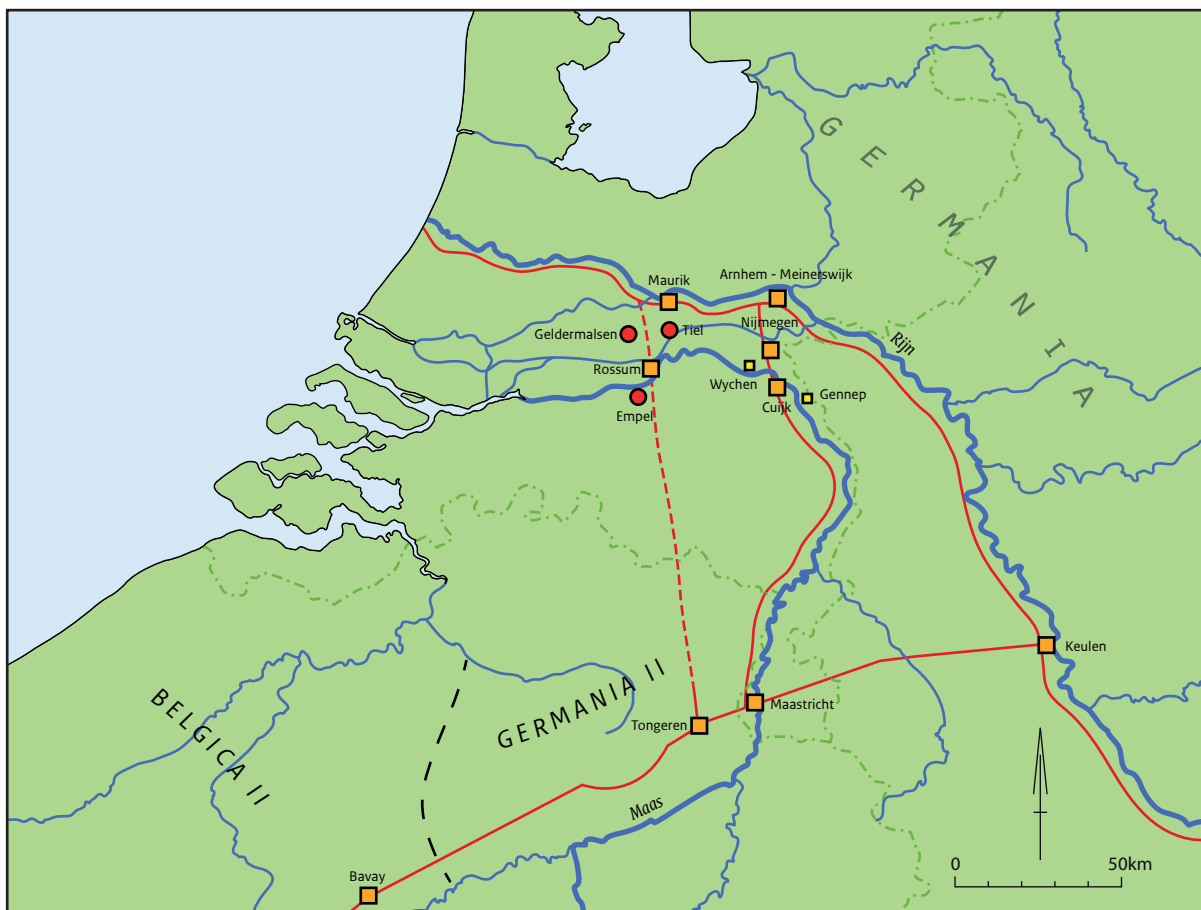 GERMANIA
Maurik
Arnhem - Meinerswijk
Geldermalsen
Tiel
Nijmegen
Rijn
Rossum
Wychen
Cuijk
Gennep
Empel
Keulen
BELGICA II
GERMANIA II
Tongeren
Maastricht
Maas
Bavay
0 50km